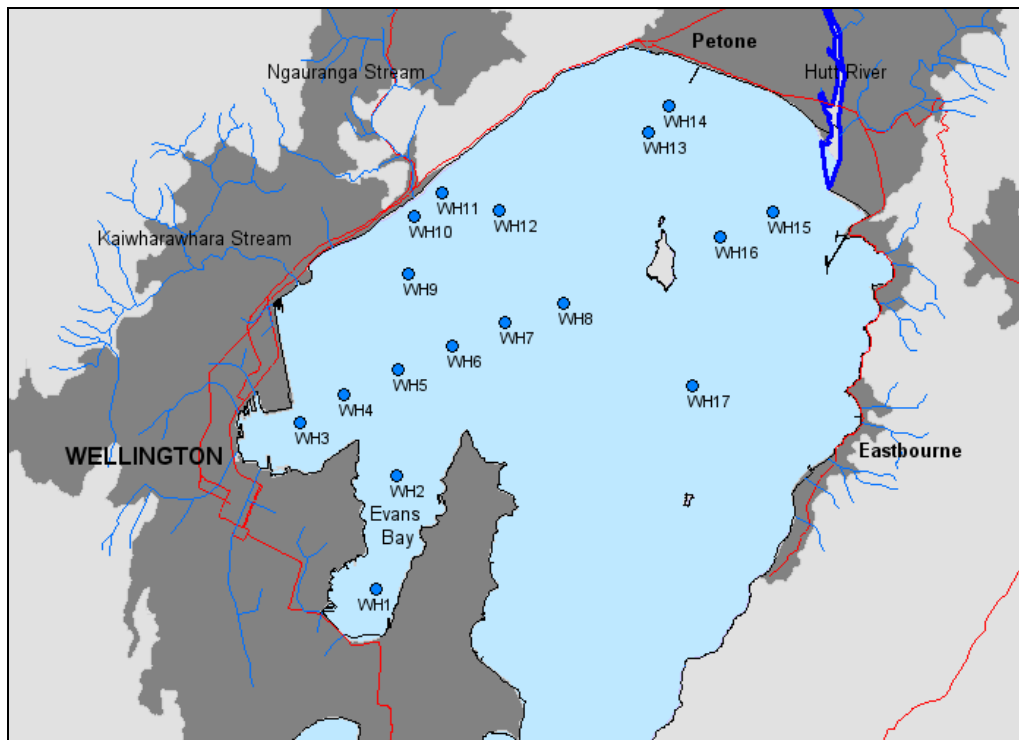 Petone
Ngauranga Stream
Hutt River
WH14
WH13
WH11
WH12
WH10
WH15
Kaiwharawhara Stream
WH16
WH9
WH8
WH7
WH6
WH5
WH17
WH4
WH3
WELLINGTON
Eastbourne
WH2
Evans
Bay
WH1